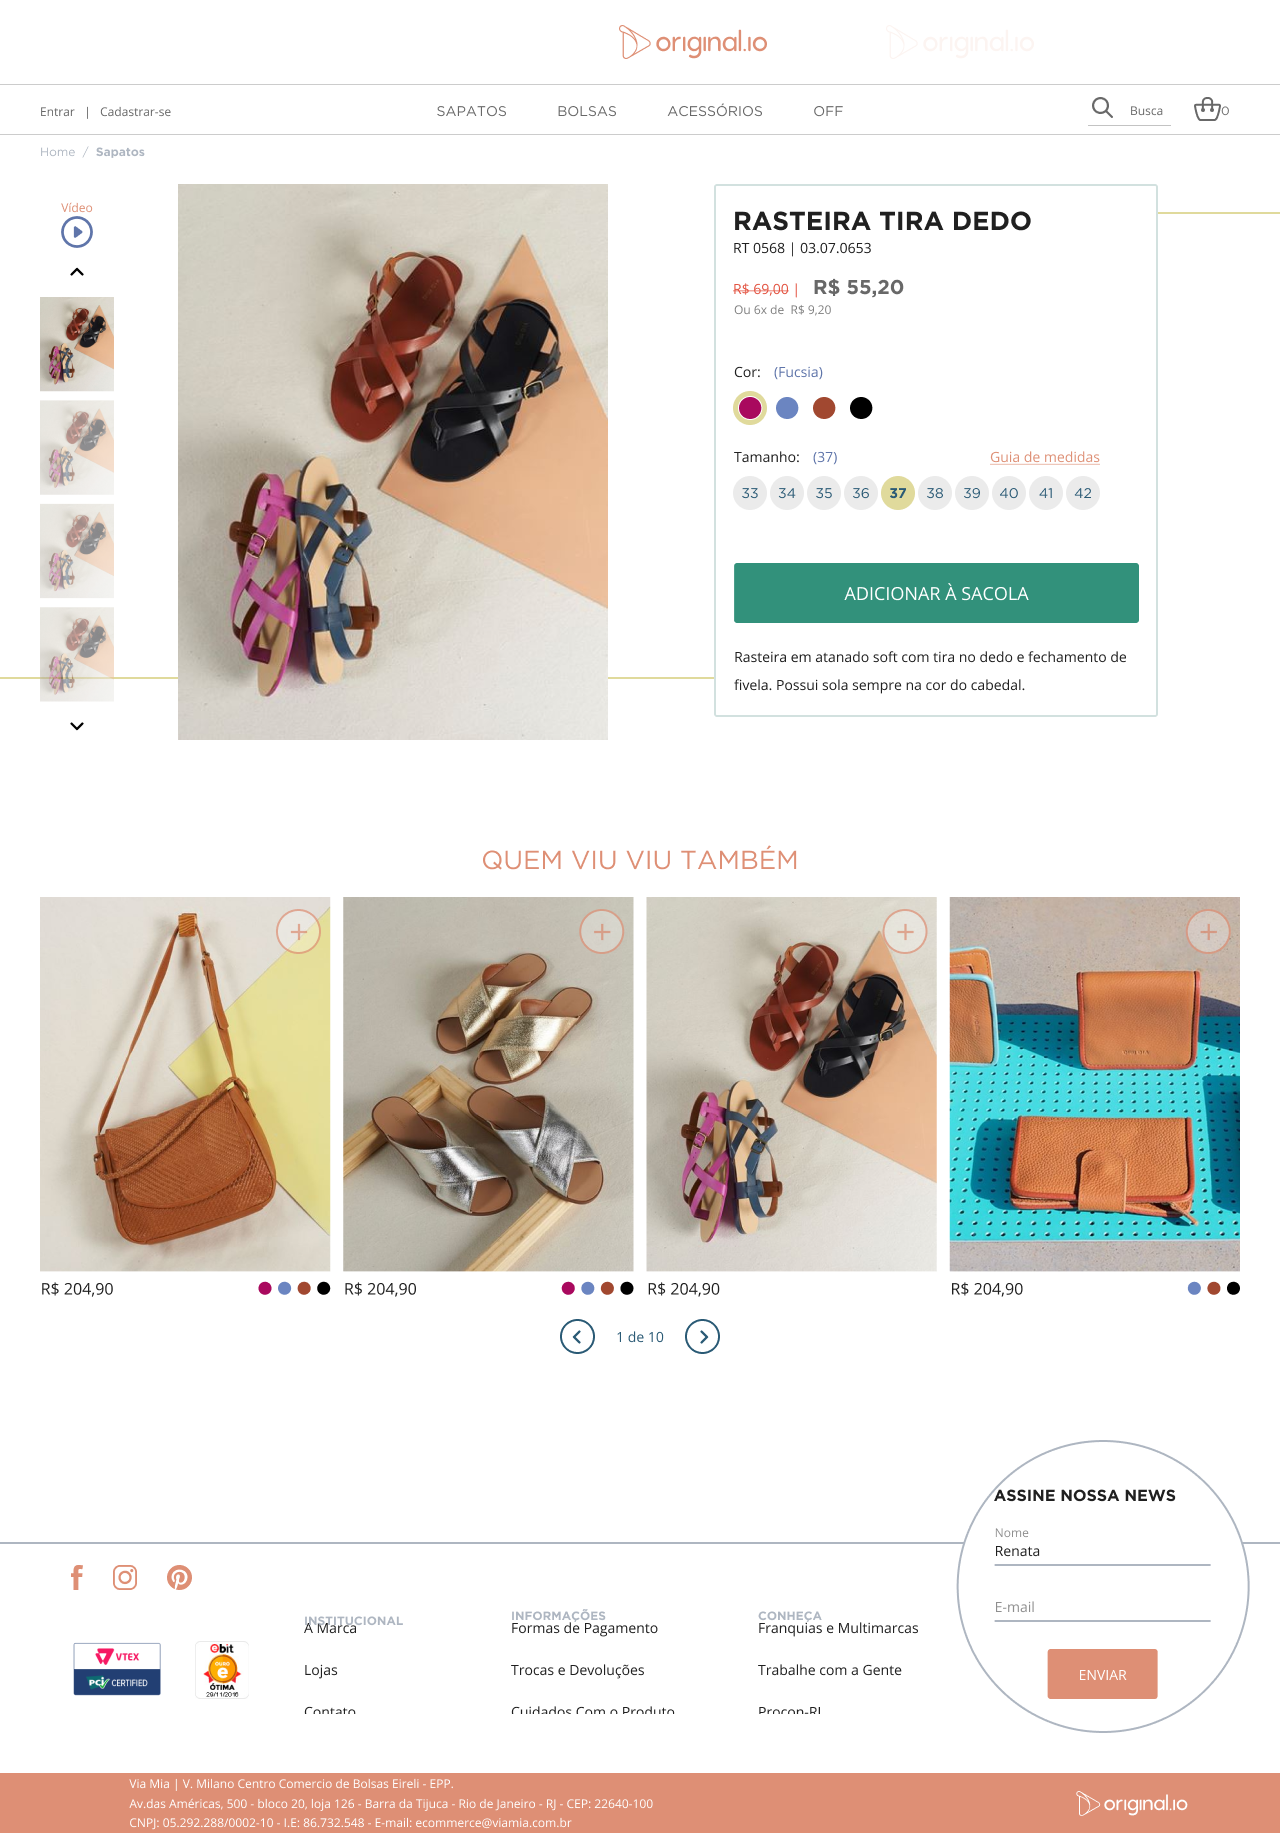 original.io
original.io
Entrar | Cadastrar-se
SAPATOS BOLSAS ACESSÓRIOS OFF
Busca
0
Home / Sapatos
Vídeo
RASTEIRA TIRA DEDO
RT 0568 | 03.07.0653
R$ 69,00 | R$ 55,20
Ou 6x de R$ 9,20
Cor: (Fucsia)
Tamanho: (37) Guia de medidas
33 34 35 36 37 38 39 40 41 42
ADICIONAR À SACOLA
Rasteira em atanado soft com tira no dedo e fechamento de
fivela. Possui sola sempre na cor do cabedal.
QUEM VIU VIU TAMBÉM
R$ 204,90
R$ 204,90
R$ 204,90
R$ 204,90
1 de 10
ASSINE NOSSA NEWS
Nome
Renata
E-mail
ENVIAR
INSTITUCIONAL
A Marca
Lojas
Contato
INFORMAÇÕES
Formas de Pagamento
Trocas e Devoluções
Cuidados Com o Produto
CONHEÇA
Franquias e Multimarcas
Trabalhe com a Gente
Procon-RJ
VTEX
PCI CERTIFIED
ebit
OURO
e
ÓTIMA
29/11/2016
Via Mia | V. Milano Centro Comercio de Bolsas Eireli - EPP.
Av.das Américas, 500 - bloco 20, loja 126 - Barra da Tijuca - Rio de Janeiro - RJ - CEP: 22640-100
CNPJ: 05.292.288/0002-10 - I.E: 86.732.548 - E-mail: ecommerce@viamia.com.br
original.io